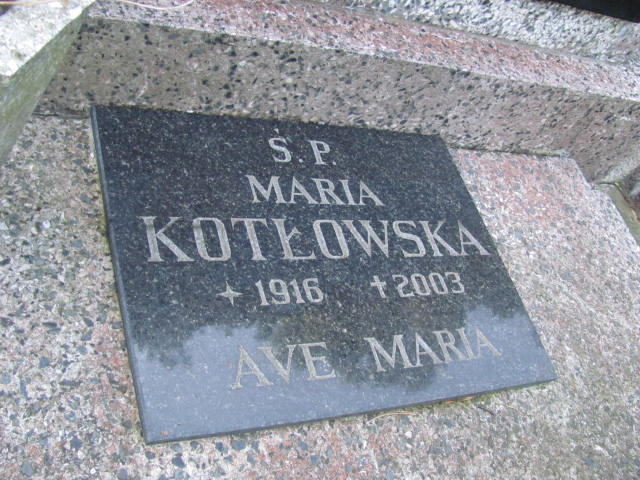 Ś.P.
MARIA
KOTŁOWSKA
✦ 1916 ✝ 2003
AVE MARIA